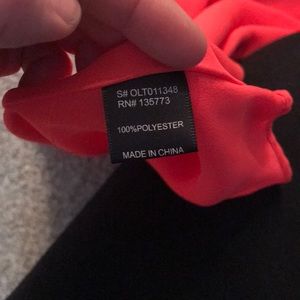 S# OLT011348
RN# 135773
100%POLYESTER
MADE IN CHINA